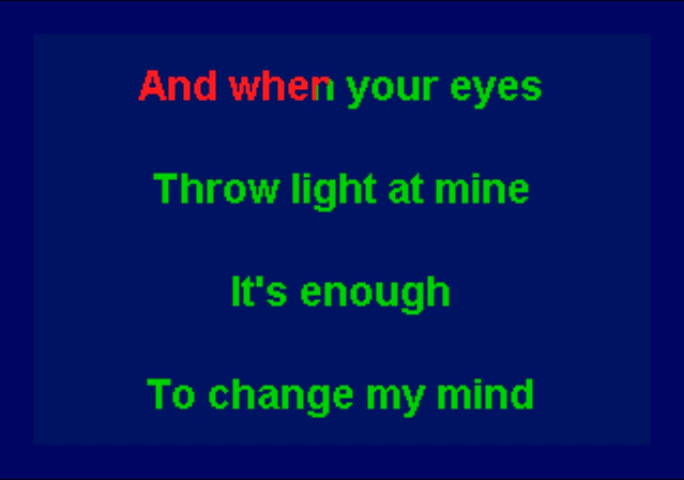 And when your eyes
Throw light at mine
It's enough
To change my mind